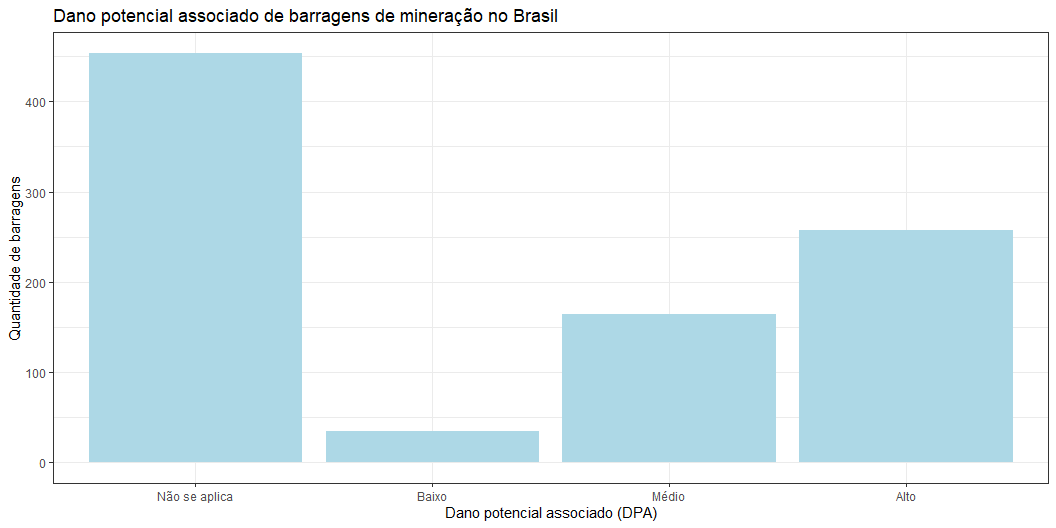 Dano potencial associado de barragens de mineração no Brasil
Quantidade de barragens
400
300
200
100
0
Não se aplica
Baixo
Médio
Alto
Dano potencial associado (DPA)